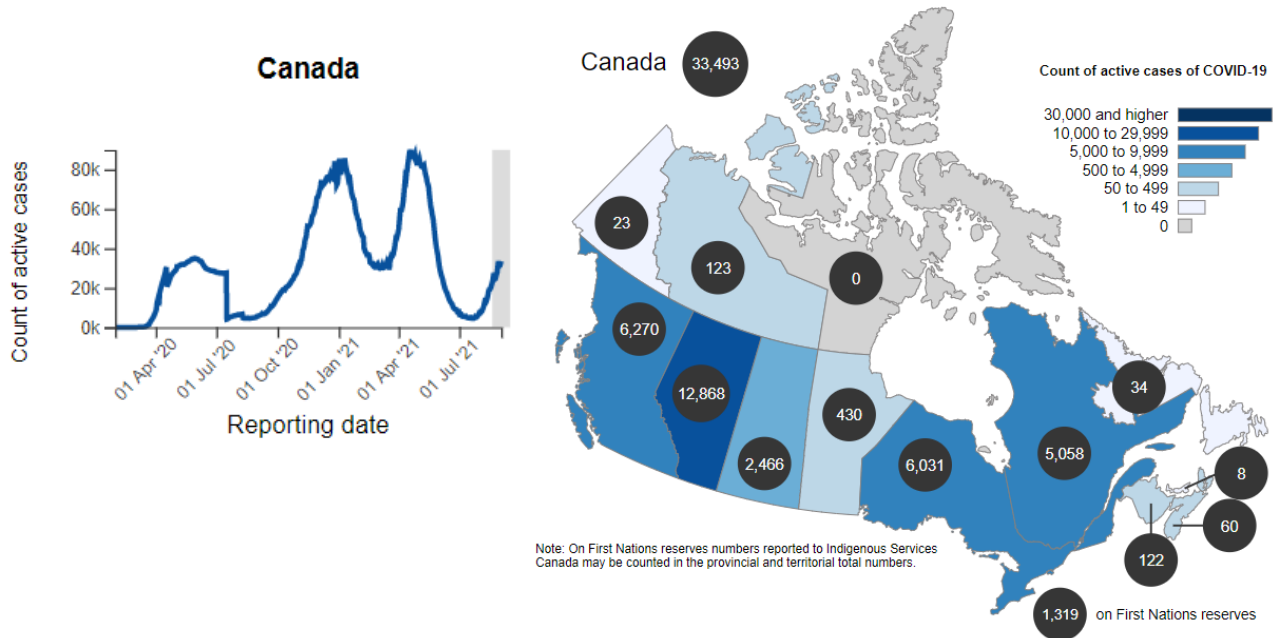 Canada
Count of active cases
80k
60k
40k
20k
0k
01 Apr '20
01 Jul '20
01 Oct '20
01 Jan '21
01 Apr '21
01 Jul '21
Reporting date
Canada
33,493
Count of active cases of COVID-19
30,000 and higher
10,000 to 29,999
5,000 to 9,999
500 to 4,999
50 to 499
1 to 49
0
23
123
0
6,270
12,868
2,466
430
6,031
5,058
34
8
60
122
Note: On First Nations reserves numbers reported to Indigenous Services
Canada may be counted in the provincial and territorial total numbers.
1,319 on First Nations reserves